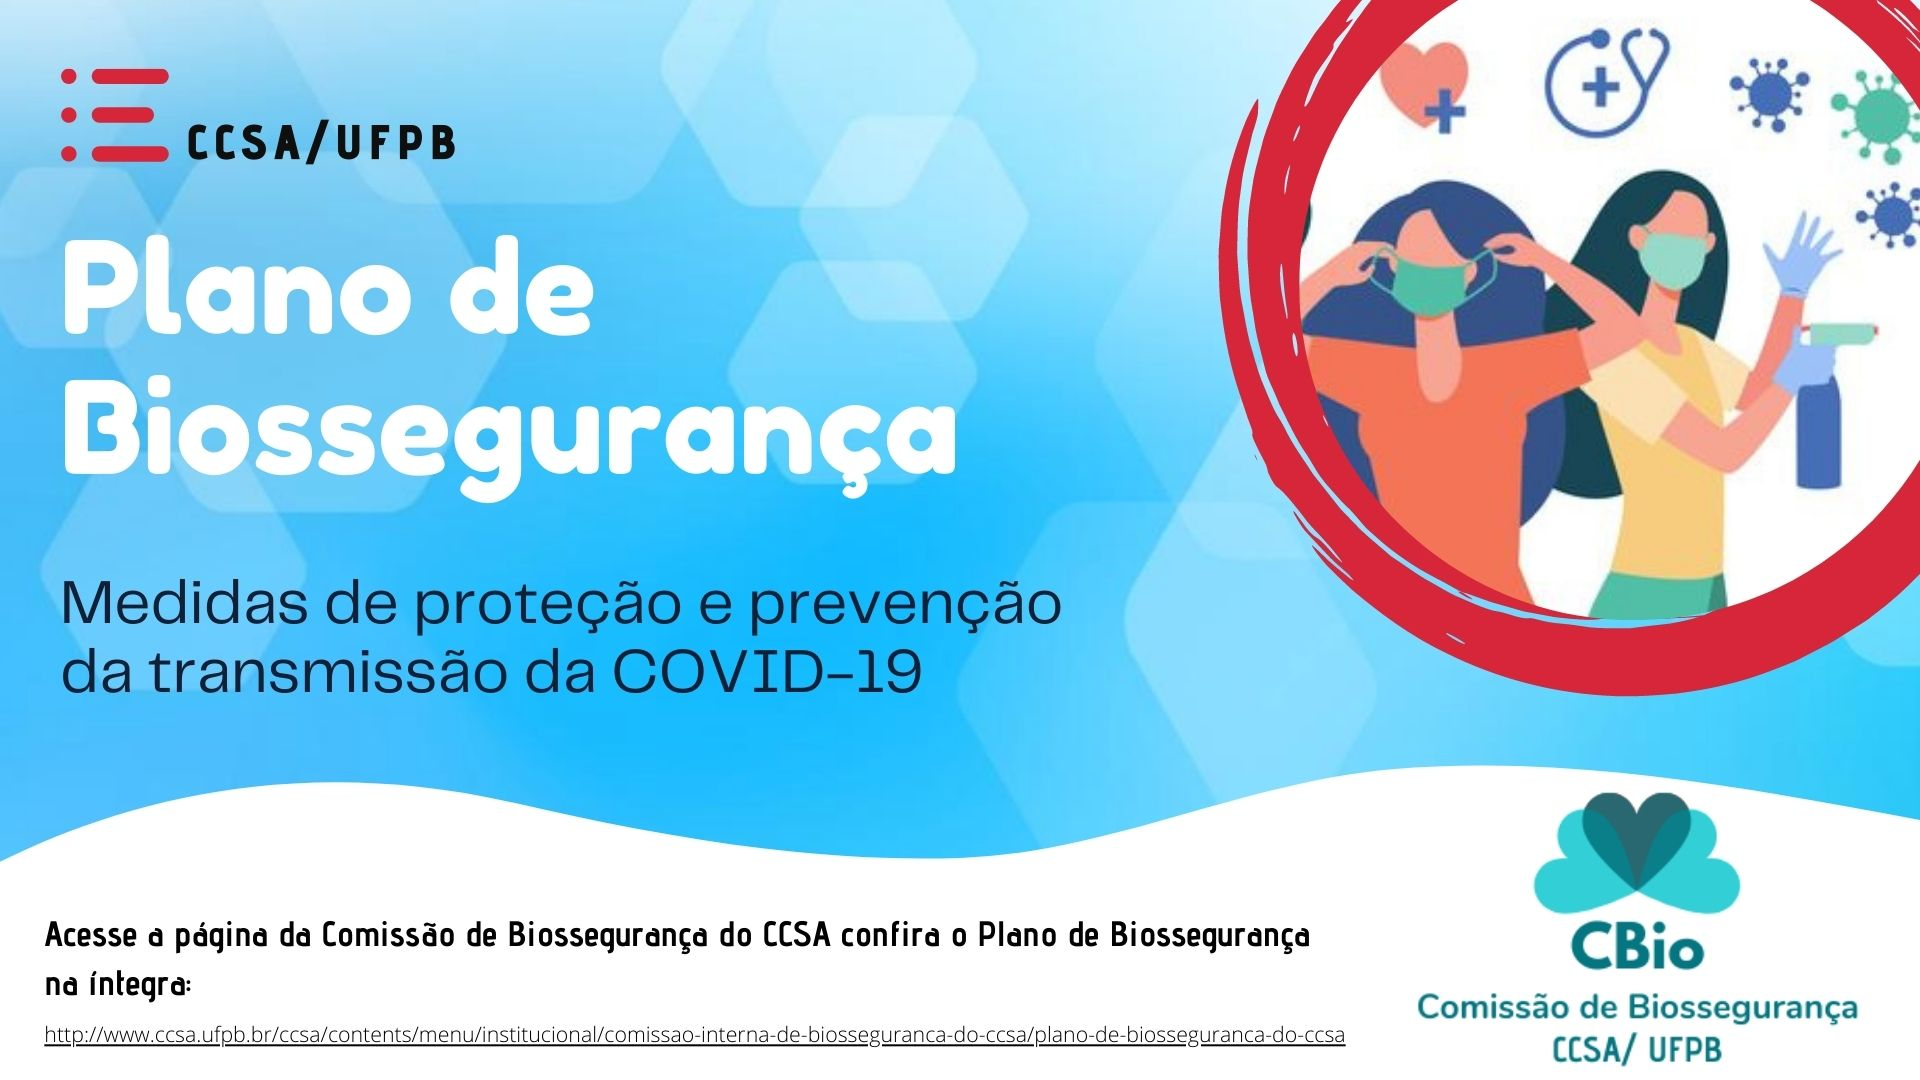 CCSA/UFPB
Plano de
Biossegurança
Medidas de proteção e prevenção
da transmissão da COVID-19
Acesse a página da Comissão de Biossegurança do CCSA confira o Plano de Biossegurança
na íntegra:
http://www.ccsa.ufpb.br/ccsa/contents/menu/institucional/comissao-interna-de-biosseguranca-do-ccsa/plano-de-biosseguranca-do-ccsa
CBio
Comissão de Biossegurança
CCSA/ UFPB